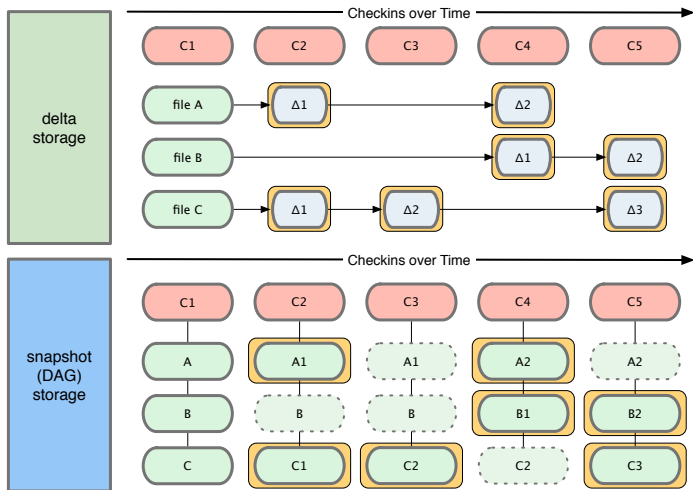 Checkins over Time
C1 C2 C3 C4 C5
delta
storage
file A Δ1 Δ2
file B Δ1 Δ2
file C Δ1 Δ2 Δ3
Checkins over Time
C1 C2 C3 C4 C5
snapshot
(DAG)
storage
A A1 A1 A2 A2
B B B B1 B2
C C1 C2 C2 C3